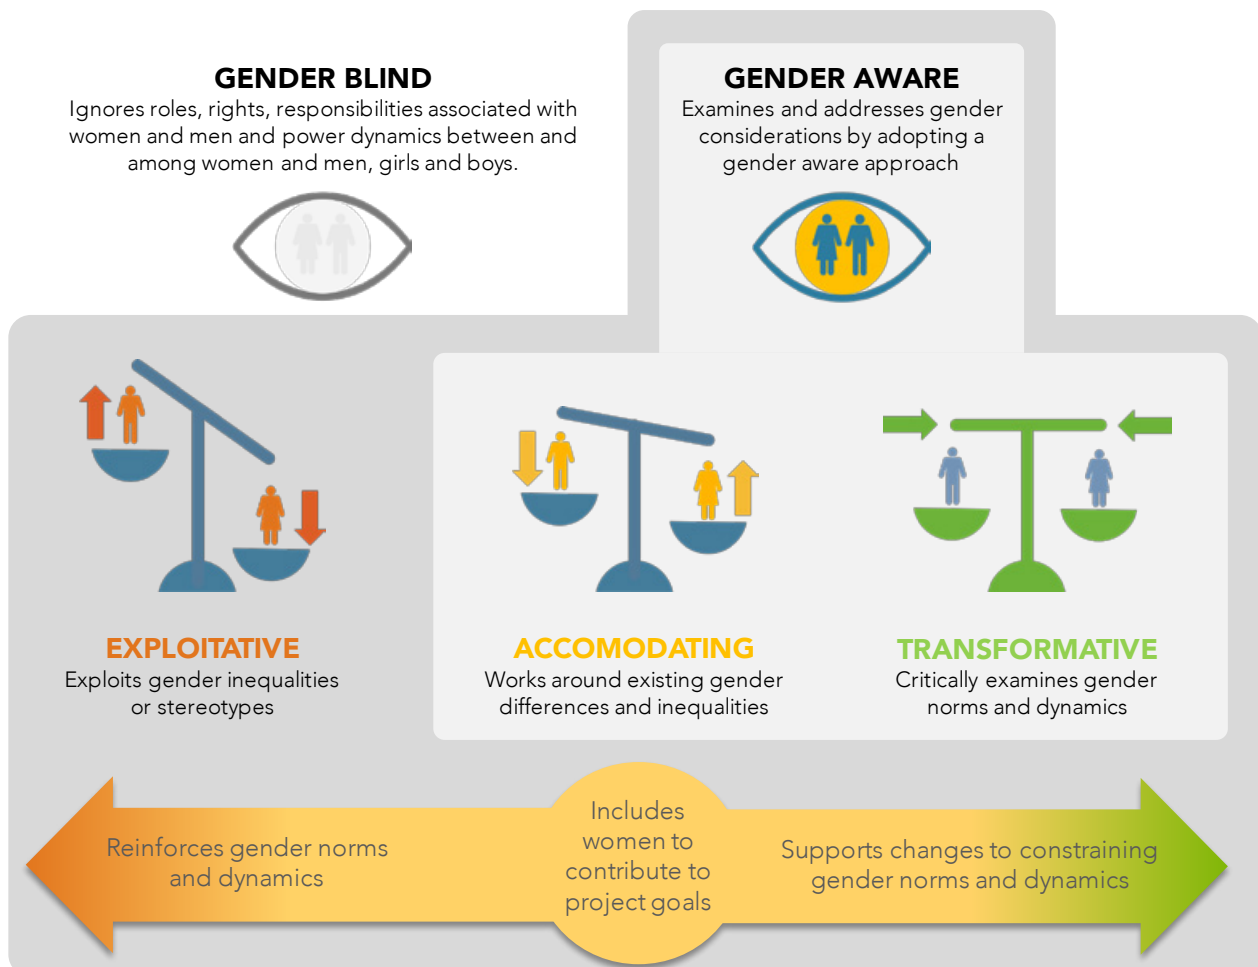 GENDER BLIND
Ignores roles, rights, responsibilities associated with
women and men and power dynamics between and
among women and men, girls and boys.
GENDER AWARE
Examines and addresses gender
considerations by adopting a
gender aware approach
EXPLOITATIVE
Exploits gender inequalities
or stereotypes
ACCOMODATING
Works around existing gender
differences and inequalities
TRANSFORMATIVE
Critically examines gender
norms and dynamics
Reinforces gender norms
and dynamics
Includes
women to
contribute to
project goals
Supports changes to constraining
gender norms and dynamics